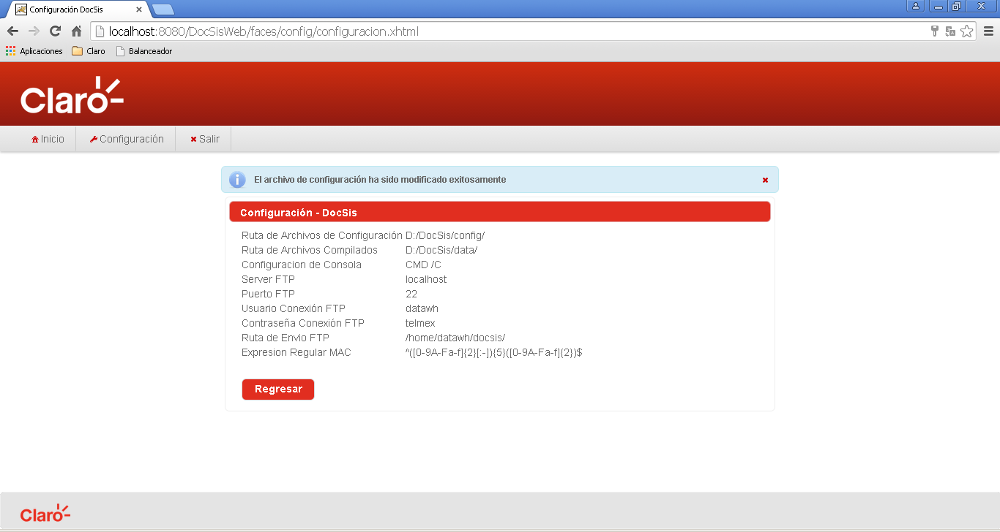 Configuración DocSis
localhost:8080/DocSisWeb/faces/config/configuracion.xhtml
Aplicaciones Claro Balanceador
Claro
Inicio Configuración Salir
El archivo de configuración ha sido modificado exitosamente
Configuración - DocSis
Ruta de Archivos de Configuración D:/DocSis/config/
Ruta de Archivos Compilados D:/DocSis/data/
Configuracion de Consola CMD /C
Server FTP localhost
Puerto FTP 22
Usuario Conexión FTP datawh
Contraseña Conexión FTP telmex
Ruta de Envio FTP /home/datawh/docsis/
Expresion Regular MAC ^([0-9A-Fa-f]{2}[:-]){5}([0-9A-Fa-f]{2})$
Regresar
Claro